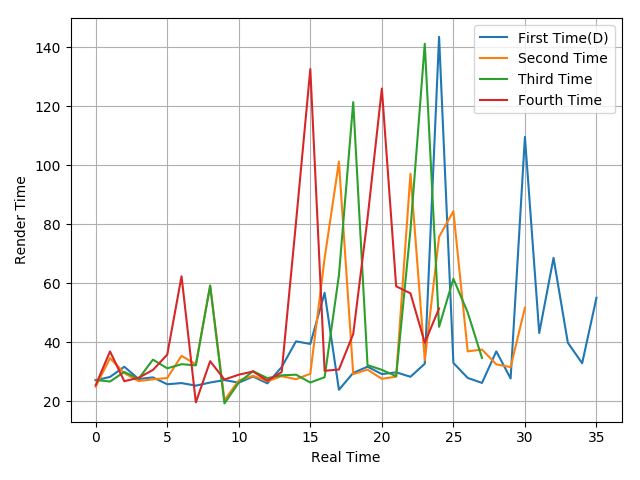 First Time(D)
Second Time
Third Time
Fourth Time
Render Time
140
120
100
80
60
40
20
0 5 10 15 20 25 30 35
Real Time